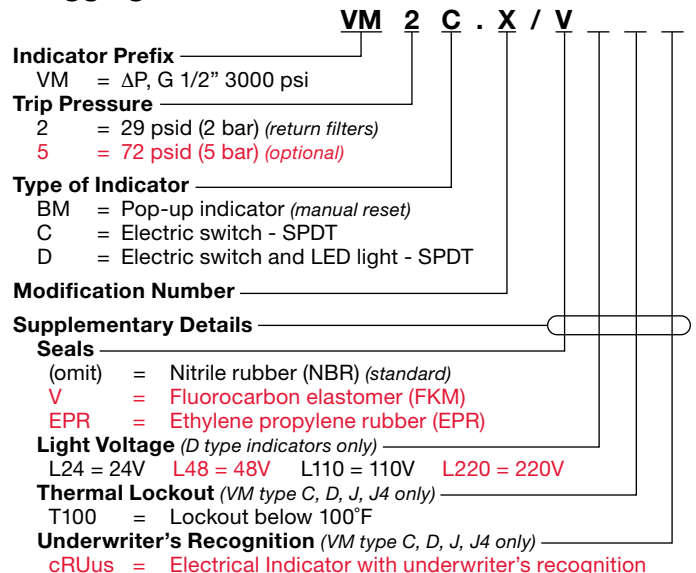 VM 2 C . X / V _ _ _
Indicator Prefix
VM = ΔP, G 1/2” 3000 psi
Trip Pressure
2 = 29 psid (2 bar) (return filters)
5 = 72 psid (5 bar) (optional)
Type of Indicator
BM = Pop-up indicator (manual reset)
C = Electric switch - SPDT
D = Electric switch and LED light - SPDT
Modification Number
Supplementary Details
Seals
(omit) = Nitrile rubber (NBR) (standard)
V = Fluorocarbon elastomer (FKM)
EPR = Ethylene propylene rubber (EPR)
Light Voltage (D type indicators only)
L24 = 24V L48 = 48V L110 = 110V L220 = 220V
Thermal Lockout (VM type C, D, J, J4 only)
T100 = Lockout below 100˚F
Underwriter’s Recognition (VM type C, D, J, J4 only)
cRUus = Electrical Indicator with underwriter’s recognition